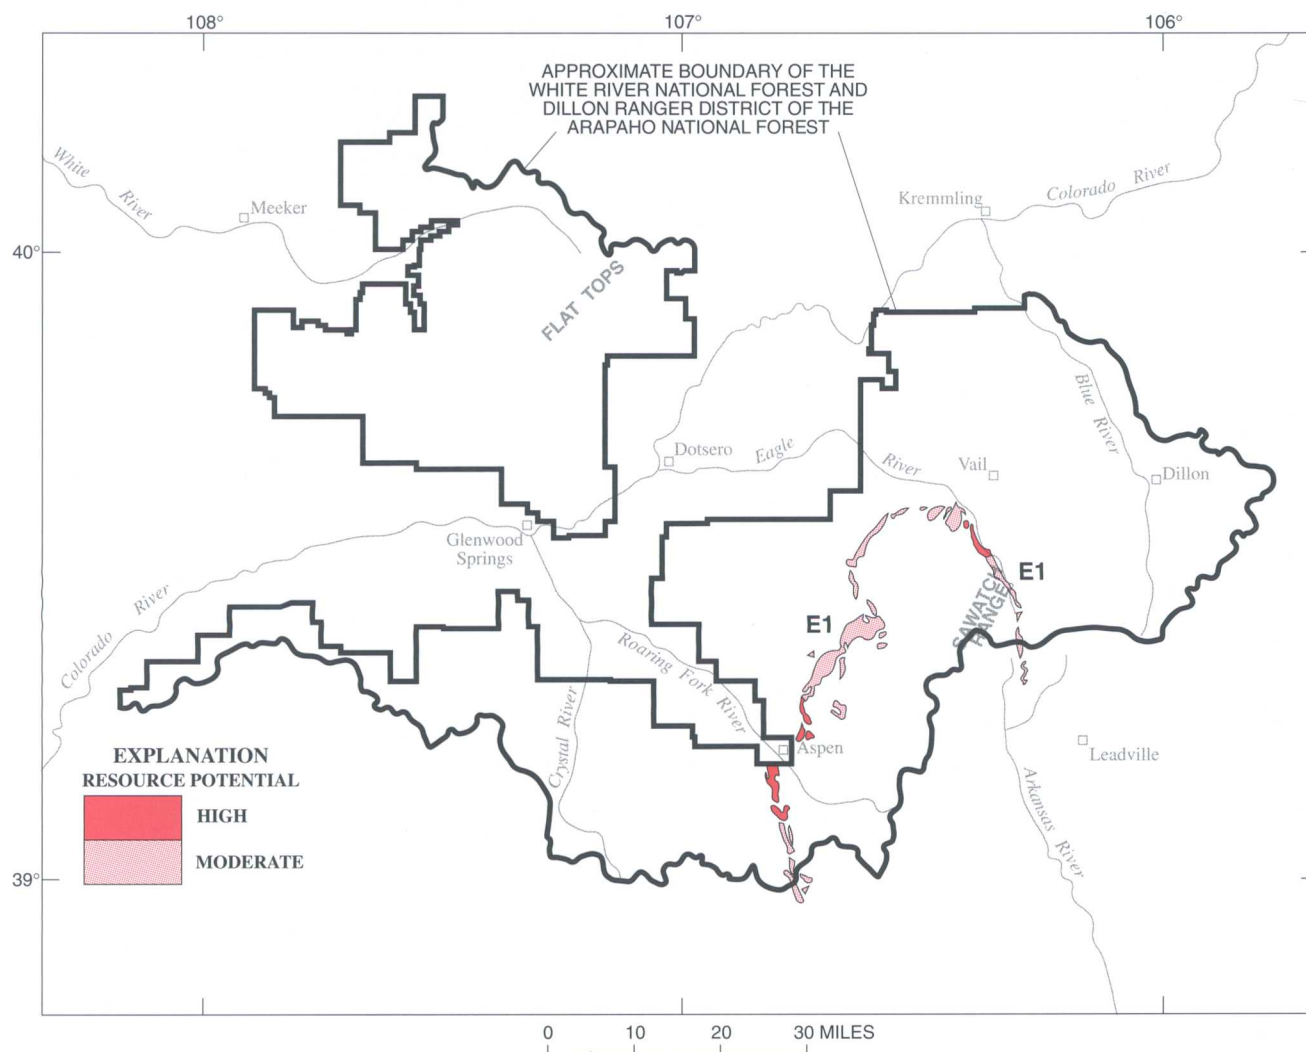 108°
107°
106°
APPROXIMATE BOUNDARY OF THE
WHITE RIVER NATIONAL FOREST AND
DILLON RANGER DISTRICT OF THE
ARAPAHO NATIONAL FOREST
White
River
Meeker
Kremmling
Colorado River
40°
FLAT TOPS
Blue River
Dotsero
Eagle
River
Vail
Dillon
Glenwood
Springs
E1
SAWATCH
RANGE
Colorado River
E1
Roaring Fork River
Crystal River
Aspen
Leadville
Arkansas River
EXPLANATION
RESOURCE POTENTIAL
HIGH
MODERATE
39°
0 10 20 30 MILES